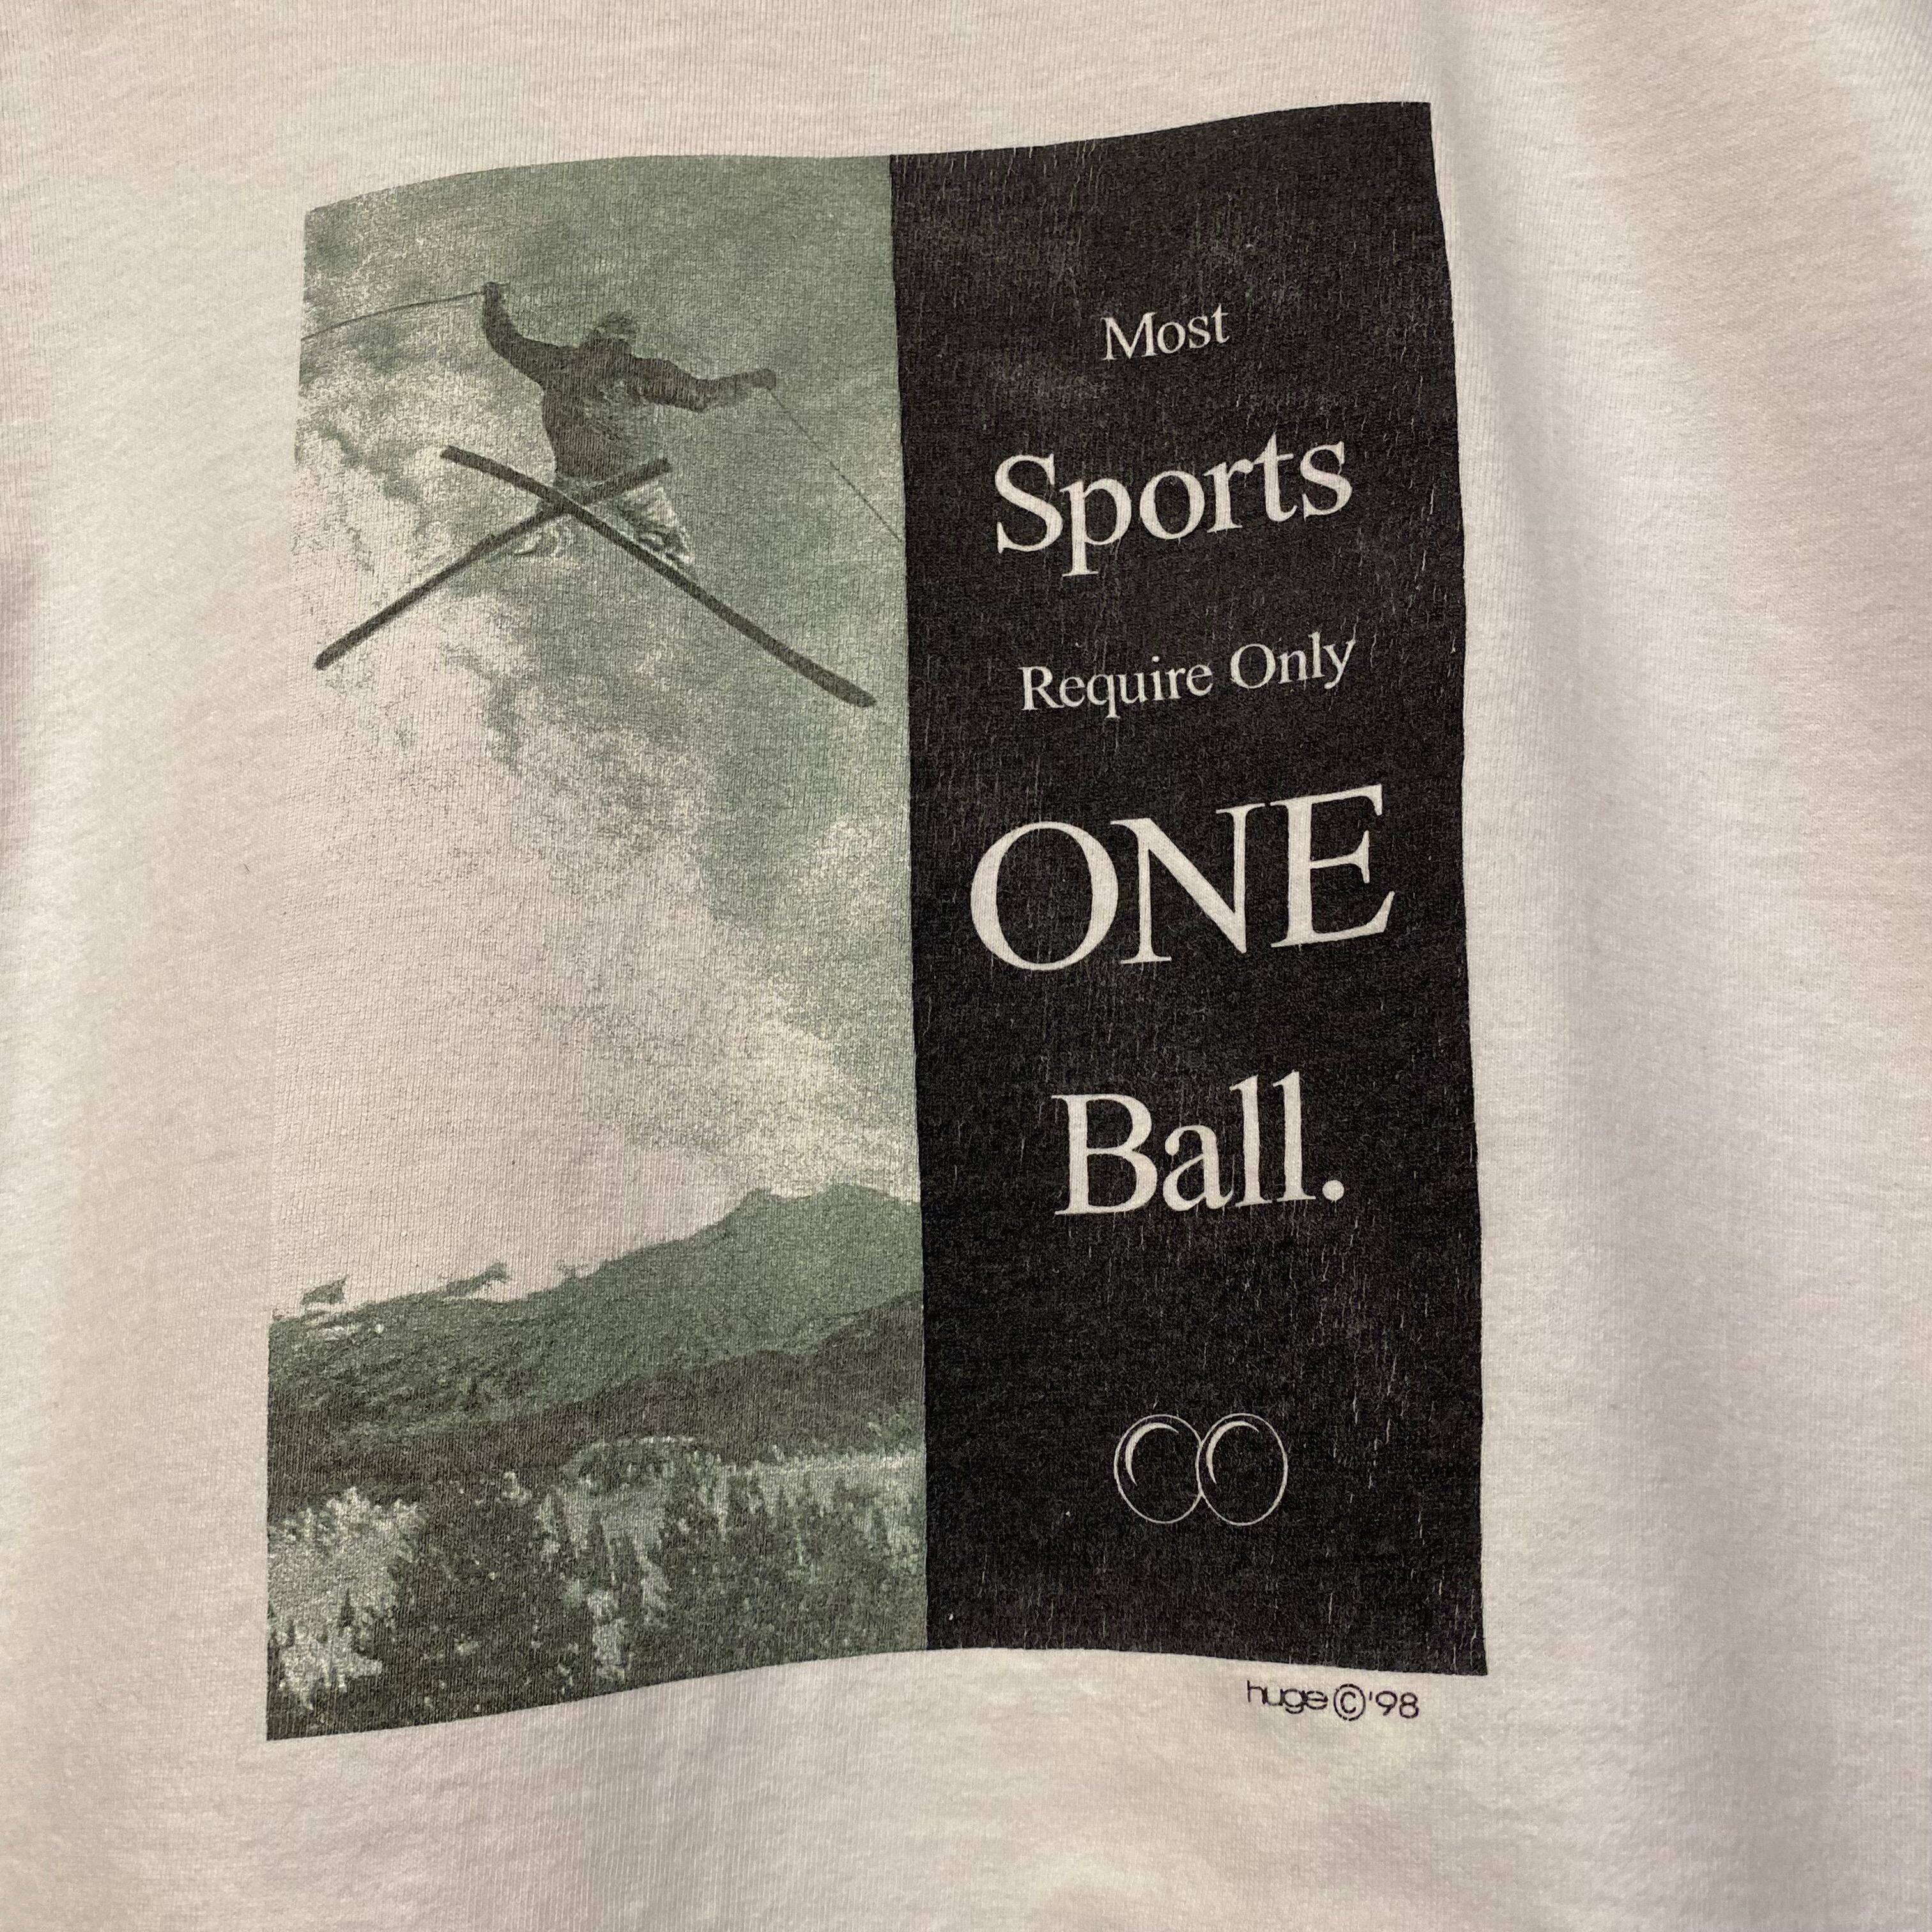 Most
Sports
Require Only
ONE
Ball.
huge©'98